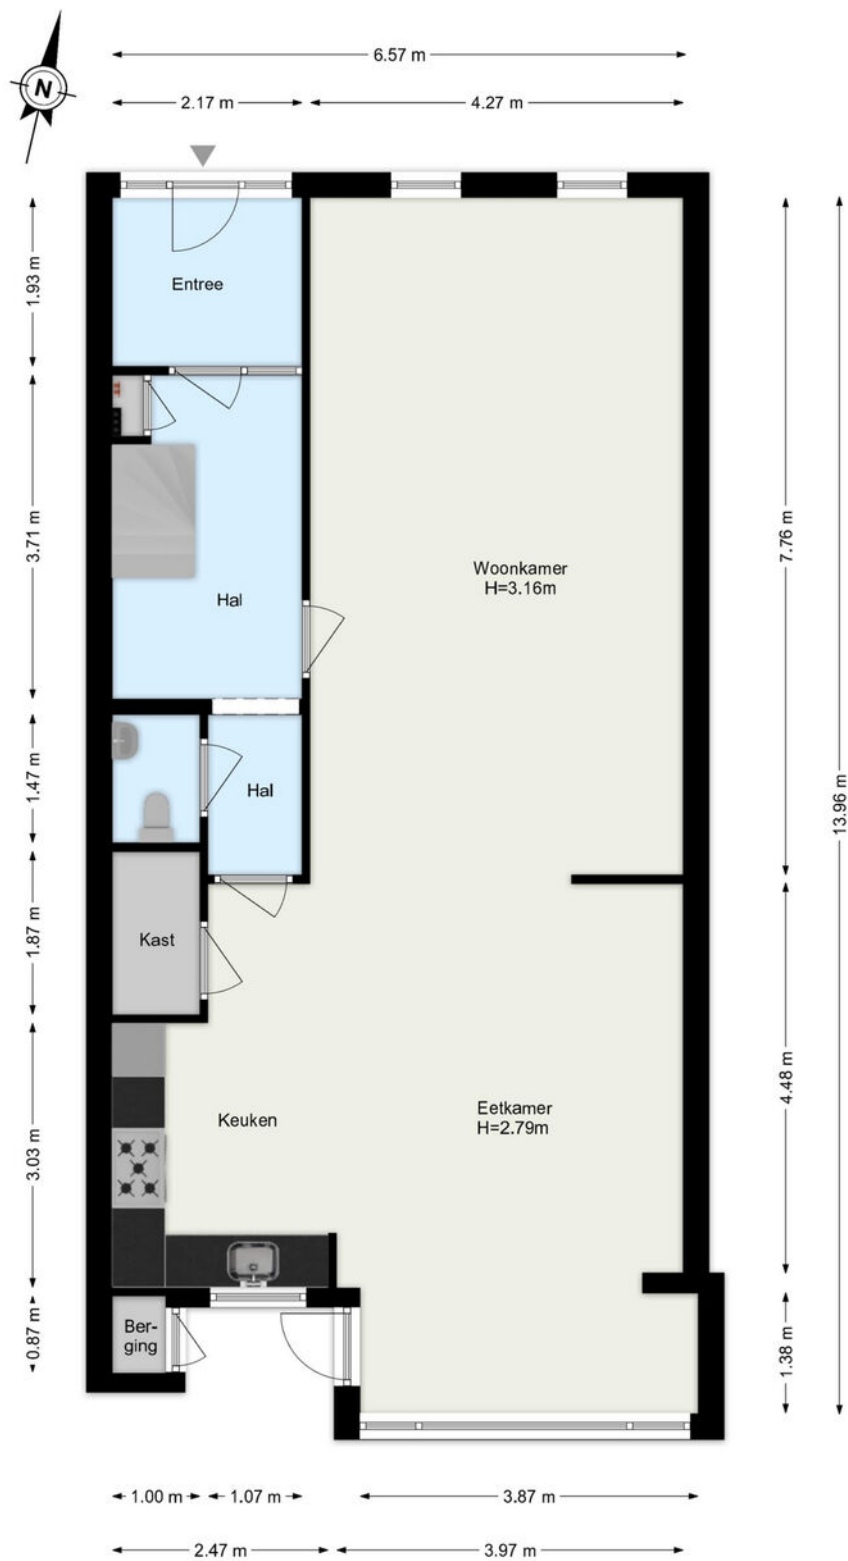 6.57 m
2.17 m
4.27 m
N
1.93 m
Entree
3.71 m
Hal
Woonkamer
H=3.16m
7.76 m
1.47 m
Hal
13.96 m
1.87 m
Kast
3.03 m
Keuken
Eetkamer
H=2.79m
4.48 m
0.87 m
Ber-
ging
1.38 m
1.00 m
1.07 m
3.87 m
2.47 m
3.97 m